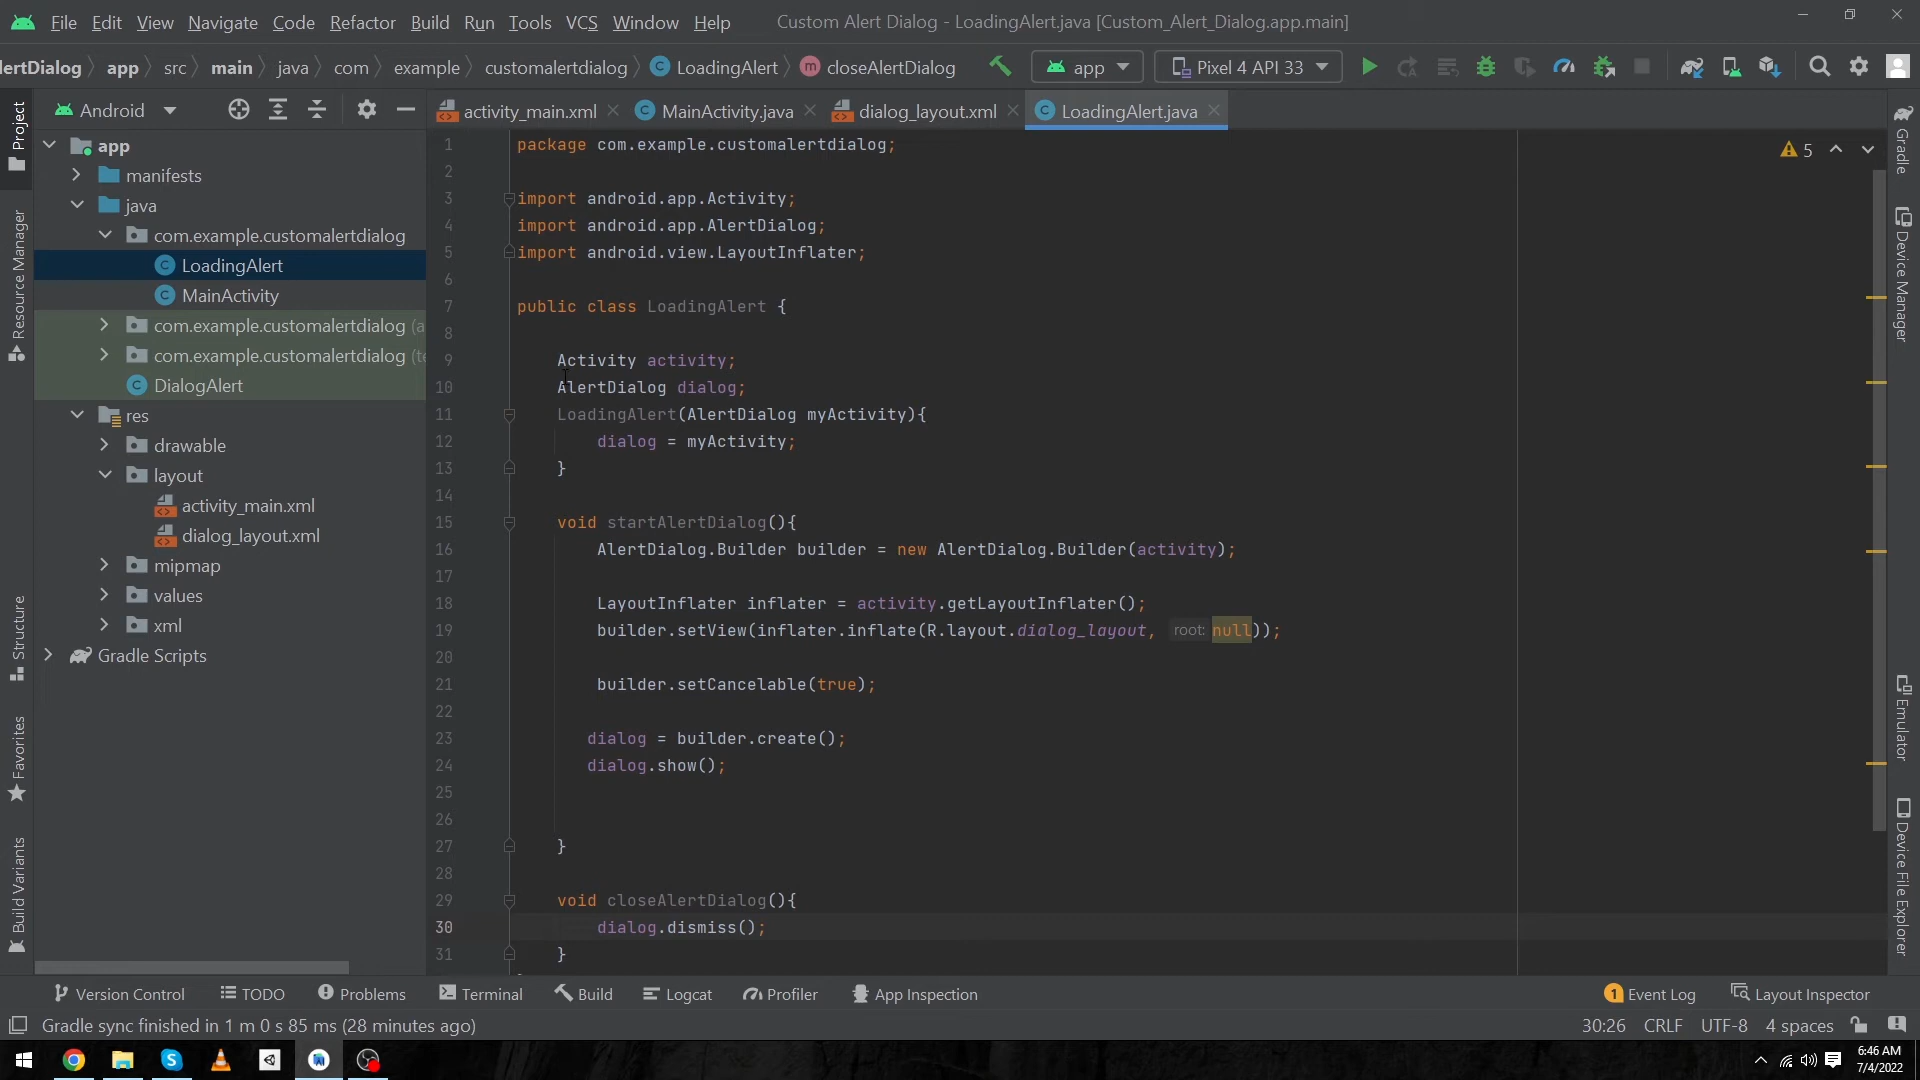 File Edit View Navigate Code Refactor Build Run Tools VCS Window Help Custom Alert Dialog - LoadingAlert.java [Custom_Alert_Dialog.app.main]
lertDialog app src main java com example customalertdialog LoadingAlert closeAlertDialog app Pixel 4 API 33
Android
activity_main.xml MainActivity.java dialog_layout.xml LoadingAlert.java
Project
Resource Manager
Structure
Favorites
Build Variants
app
manifests
java
com.example.customalertdialog
LoadingAlert
MainActivity
com.example.customalertdialog (a
com.example.customalertdialog (te
DialogAlert
res
drawable
layout
activity_main.xml
dialog_layout.xml
mipmap
values
xml
Gradle Scripts
1 package com.example.customalertdialog;
2
3 import android.app.Activity;
4 import android.app.AlertDialog;
5 import android.view.LayoutInflater;
6
7 public class LoadingAlert {
8
9 Activity activity;
10 AlertDialog dialog;
11 LoadingAlert(AlertDialog myActivity){
12 dialog = myActivity;
13 }
14
15 void startAlertDialog(){
16 AlertDialog.Builder builder = new AlertDialog.Builder(activity);
17
18 LayoutInflater inflater = activity.getLayoutInflater();
19 builder.setView(inflater.inflate(R.layout.dialog_layout, root: null));
20
21 builder.setCancelable(true);
22
23 dialog = builder.create();
24 dialog.show();
25
26
27 }
28
29 void closeAlertDialog(){
30 dialog.dismiss();
31 }
5
Gradle
Device Manager
Emulator
Device File Explorer
Version Control TODO Problems Terminal Build Logcat Profiler App Inspection 1 Event Log Layout Inspector
Gradle sync finished in 1 m 0 s 85 ms (28 minutes ago) 30:26 CRLF UTF-8 4 spaces
6:46 AM
7/4/2022